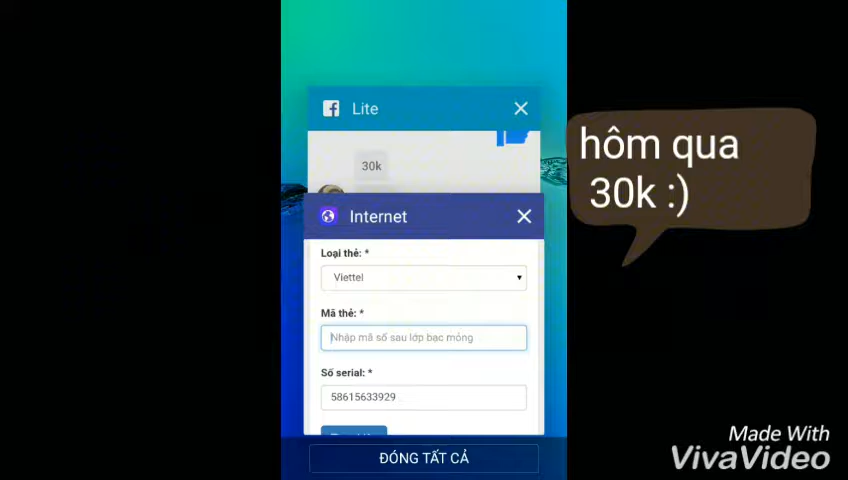 Lite
30k
Internet
Loại thẻ: *
Viettel
Mã thẻ: *
Nhập mã số sau lớp bạc mỏng
Số serial: *
58615633929
ĐÓNG TẤT CẢ
hôm qua
30k :)
Made With
VivaVideo